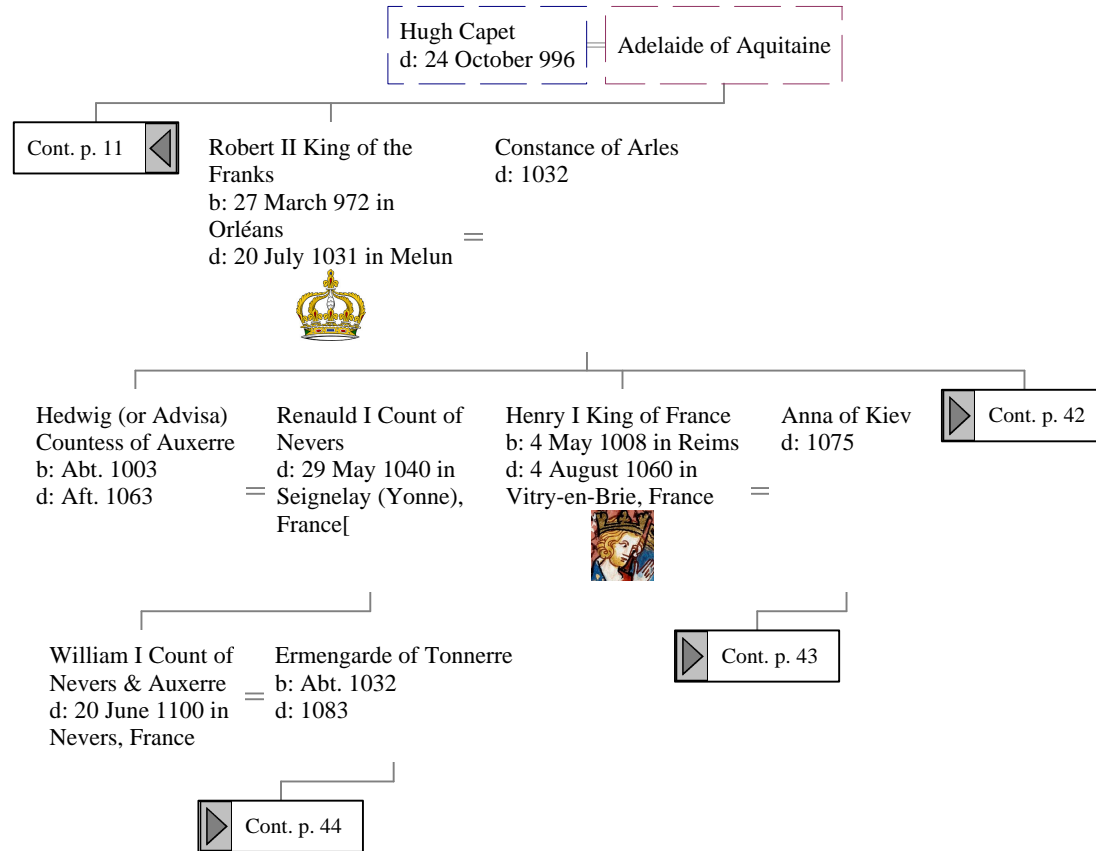 Hugh Capet
d: 24 October 996
Adelaide of Aquitaine
Cont. p. 11
Robert II King of the
Franks
b: 27 March 972 in
Orléans
d: 20 July 1031 in Melun
Constance of Arles
d: 1032
Hedwig (or Advisa)
Countess of Auxerre
b: Abt. 1003
d: Aft. 1063
Renauld I Count of
Nevers
d: 29 May 1040 in
Seignelay (Yonne),
France[
Henry I King of France
b: 4 May 1008 in Reims
d: 4 August 1060 in
Vitry-en-Brie, France
Anna of Kiev
d: 1075
Cont. p. 42
William I Count of
Nevers & Auxerre
d: 20 June 1100 in
Nevers, France
Ermengarde of Tonnerre
b: Abt. 1032
d: 1083
Cont. p. 43
Cont. p. 44